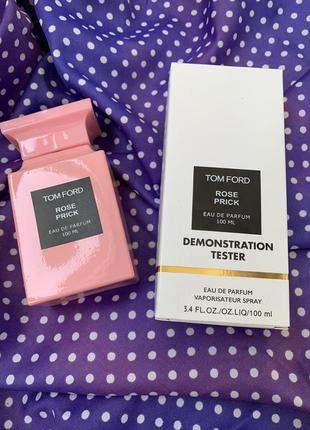 TOM FORD
ROSE
PRICK
EAU DE PARFUM
100 ML
TOM FORD
ROSE
PRICK
EAU DE PARFUM
100 ML
DEMONSTRATION
TESTER
EAU DE PARFUM
VAPORISATEUR SPRAY
3.4 FL.OZ./OZ.LIQ/100 ml